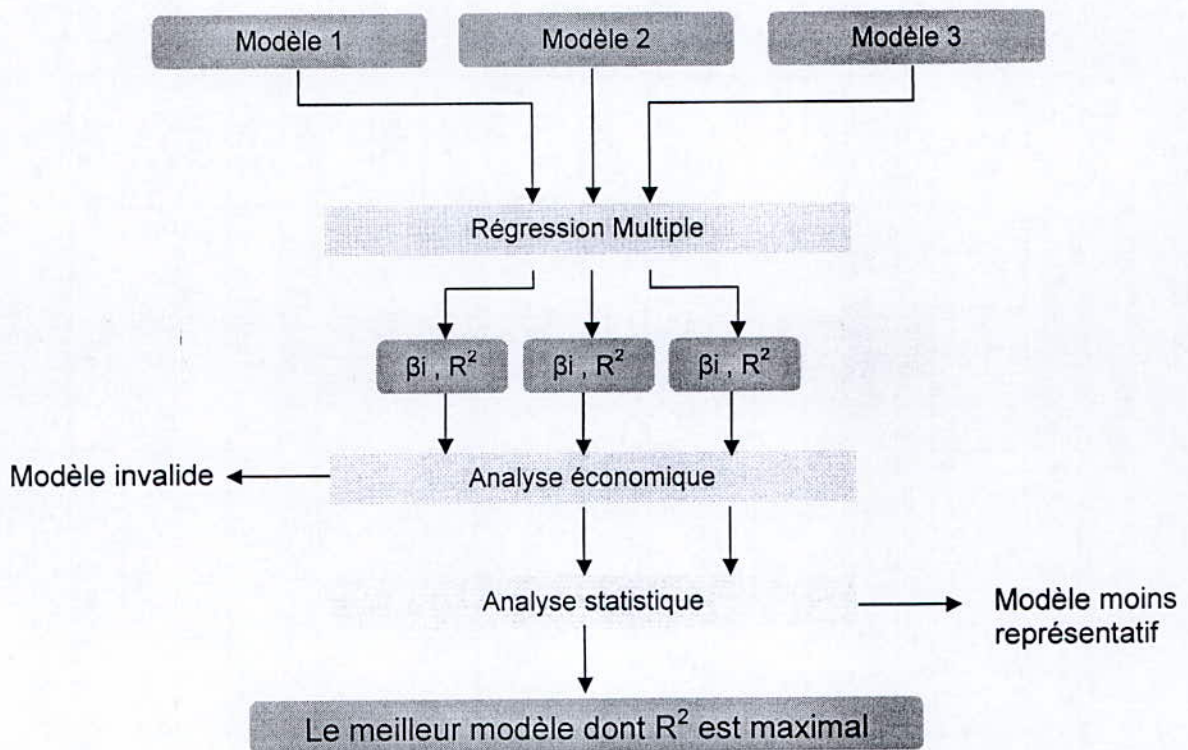 Modèle 1
Modèle 2
Modèle 3
Régression Multiple
βi , R²
βi , R²
βi , R²
Modèle invalide
Analyse économique
Analyse statistique
Modèle moins
représentatif
Le meilleur modèle dont R² est maximal